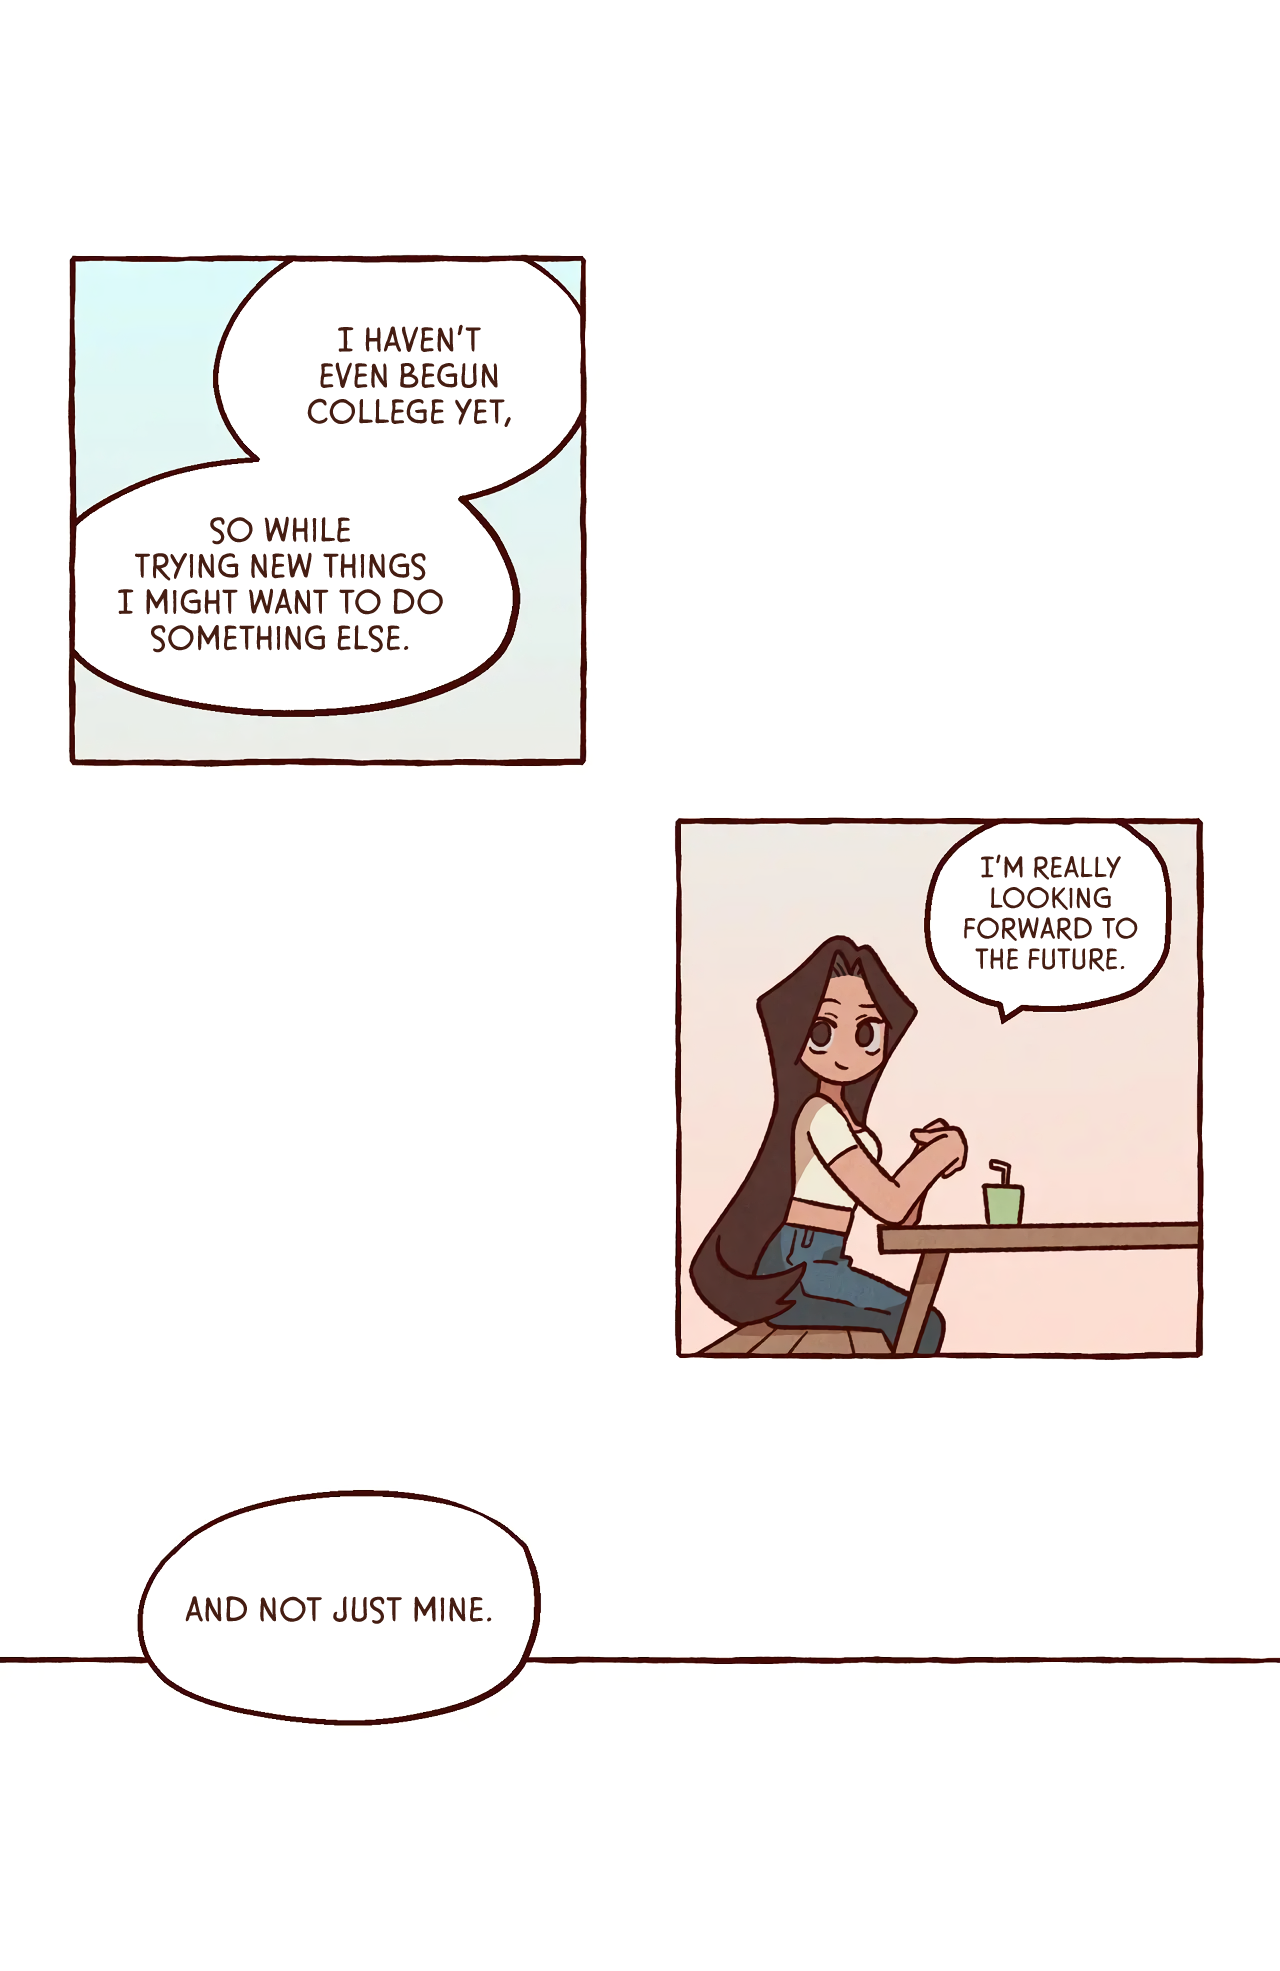 I HAVEN'T
EVEN BEGUN
COLLEGE YET,
SO WHILE
TRYING NEW THINGS
I MIGHT WANT TO DO
SOMETHING ELSE.
I'M REALLY
LOOKING
FORWARD TO
THE FUTURE.
AND NOT JUST MINE.